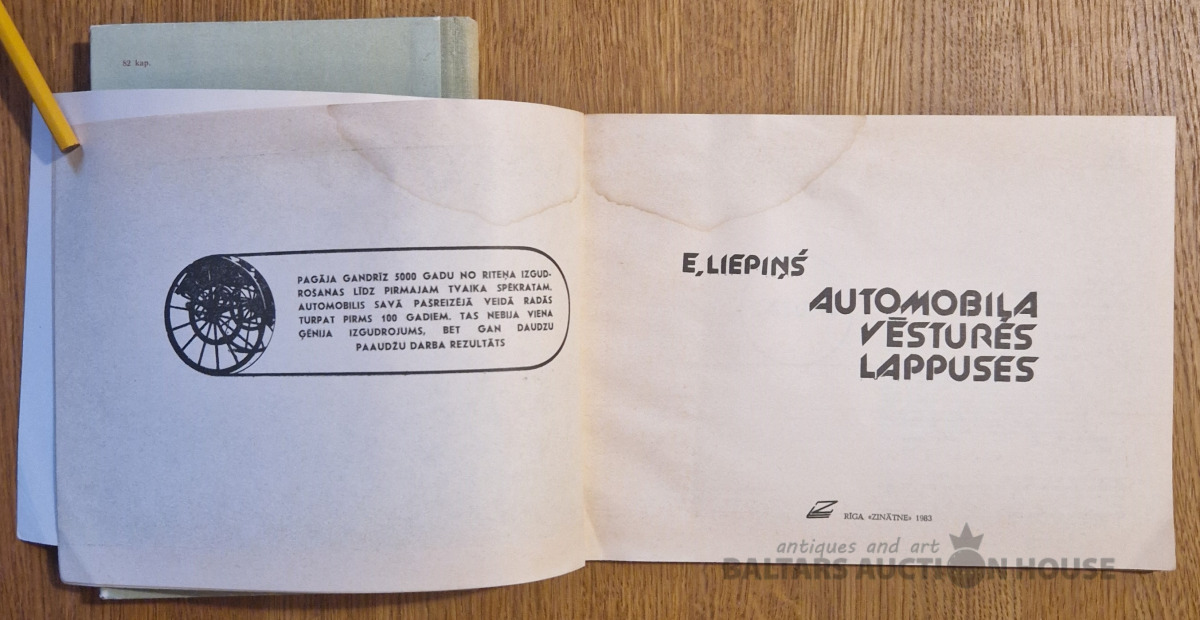 82 kap.
PAGĀJA GANDRĪZ 5000 GADU NO RITEŅA IZGUD-
ROŠANAS LĪDZ PIRMAJAM TVAIKA SPĒKRATAM.
AUTOMOBILIS SAVĀ PAŠREIZĒJĀ VEIDĀ RADĀS
TURPAT PIRMS 100 GADIEM. TAS NEBIJA VIENA
ĢĒNIJA IZGUDROJUMS, BET GAN DAUDZU
PAAUDŽU DARBA REZULTĀTS
E, LIEPIŅŚ
AUTOMOBIĻA
VĒSTURES
LAPPUSES
RĪGA «ZINĀTNE» 1983
antiques and art
BALTARS AUCTION HOUSE